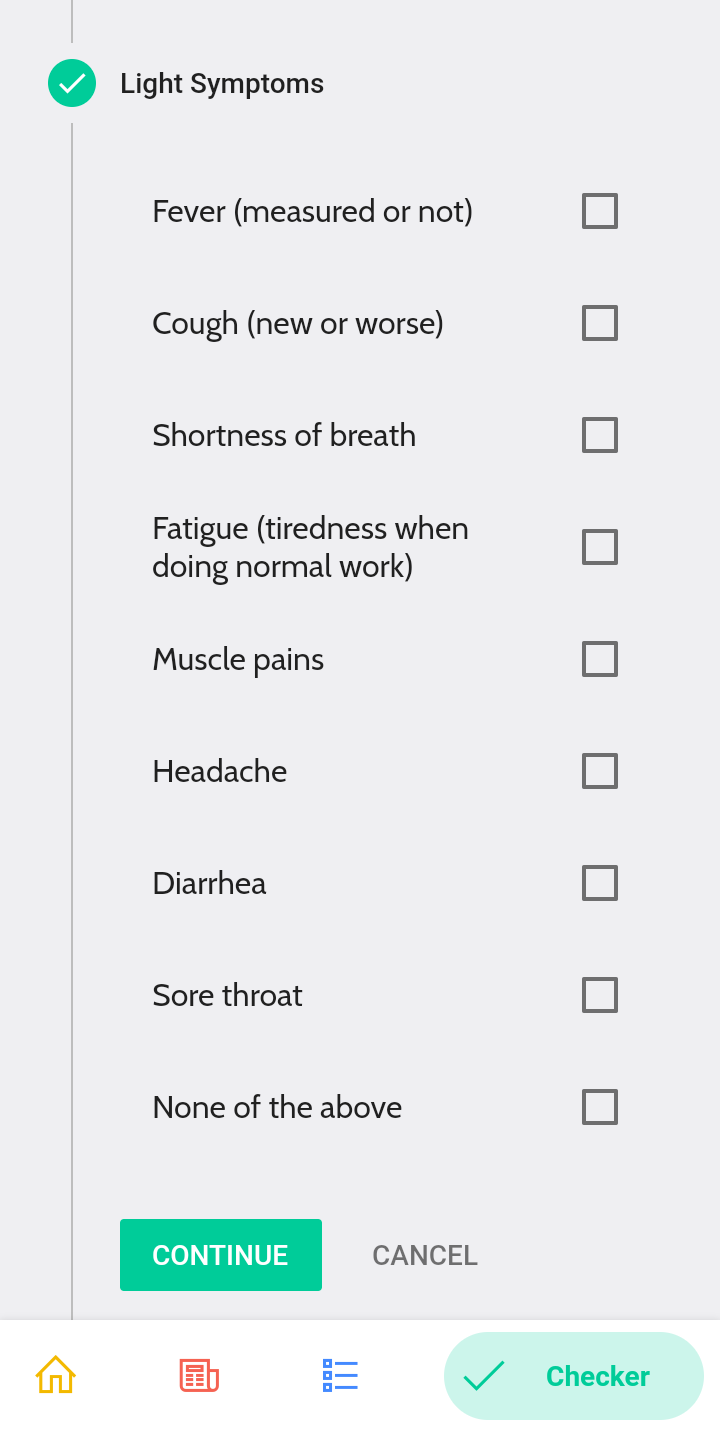 Light Symptoms
Fever (measured or not)
Cough (new or worse)
Shortness of breath
Fatigue (tiredness when
doing normal work)
Muscle pains
Headache
Diarrhea
Sore throat
None of the above
CONTINUE
CANCEL
Checker